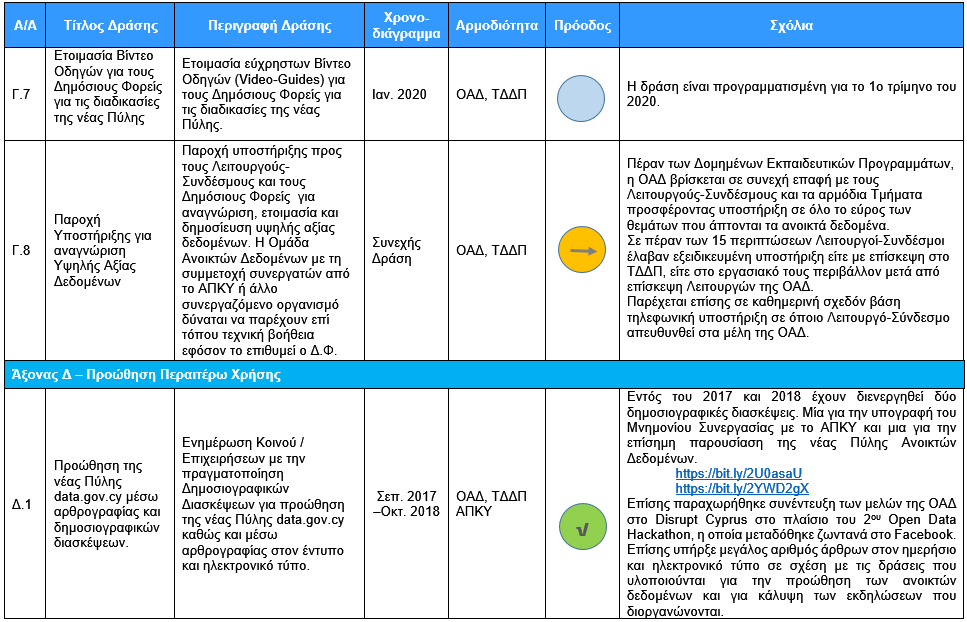 Α/Α
Τίτλος Δράσης
Περιγραφή Δράσης
Χρονο-
διάγραμμα
Αρμοδιότητα
Πρόοδος
Σχόλια
Γ.7
Ετοιμασία Βίντεο
Οδηγών για τους
Δημόσιους Φορείς
για τις διαδικασίες
της νέας Πύλης
Ετοιμασία εύχρηστων Βίντεο
Οδηγών (Video-Guides) για
τους Δημόσιους Φορείς για
τις διαδικασίες της νέας
Πύλης.
Ιαν. 2020
ΟΑΔ, ΤΔΔΠ
Η δράση είναι προγραμματισμένη για το 1ο τρίμηνο του
2020.
Γ.8
Παροχή
Υποστήριξης για
αναγνώριση
Υψηλής Αξίας
Δεδομένων
Παροχή υποστήριξης προς
τους Λειτουργούς-
Συνδέσμους και τους
Δημόσιους Φορείς για
αναγνώριση, ετοιμασία και
δημοσίευση υψηλής αξίας
δεδομένων. Η Ομάδα
Ανοικτών Δεδομένων με τη
συμμετοχή συνεργατών από
το ΑΠΚΥ ή άλλο
συνεργαζόμενο οργανισμό
δύναται να παρέχουν επί
τόπου τεχνική βοήθεια
εφόσον το επιθυμεί ο Δ.Φ.
Συνεχής
Δράση
ΟΑΔ, ΤΔΔΠ
Πέραν των Δομημένων Εκπαιδευτικών Προγραμμάτων,
η ΟΑΔ βρίσκεται σε συνεχή επαφή με τους
Λειτουργούς-Συνδέσμους και τα αρμόδια Τμήματα
προσφέροντας υποστήριξη σε όλο το εύρος των
θεμάτων που άπτονται τα ανοικτά δεδομένα.
Σε πέραν των 15 περιπτώσεων Λειτουργοί-Συνδέσμοι
έλαβαν εξειδικευμένη υποστήριξη είτε με επίσκεψη στο
ΤΔΔΠ, είτε στο εργασιακό τους περιβάλλον μετά από
επίσκεψη Λειτουργών της ΟΑΔ.
Παρέχεται επίσης σε καθημερινή σχεδόν βάση
τηλεφωνική υποστήριξη σε όποιο Λειτουργό-Σύνδεσμο
απευθυνθεί στα μέλη της ΟΑΔ.
Άξονας Δ – Προώθηση Περαιτέρω Χρήσης
Δ.1
Προώθηση της
νέας Πύλης
data.gov.cy μέσω
αρθρογραφίας και
δημοσιογραφικών
διασκέψεων.
Ενημέρωση Κοινού /
Επιχειρήσεων με την
πραγματοποίηση
Δημοσιογραφικών
Διασκέψεων για προώθηση
της νέας Πύλης data.gov.cy
καθώς και μέσω
αρθρογραφίας στον έντυπο
και ηλεκτρονικό τύπο.
Σεπ. 2017
–Οκτ. 2018
ΟΑΔ, ΤΔΔΠ
ΑΠΚΥ
√
Εντός του 2017 και 2018 έχουν διενεργηθεί δύο
δημοσιογραφικές διασκέψεις. Μία για την υπογραφή του
Μνημονίου Συνεργασίας με το ΑΠΚΥ και μια για την
επίσημη παρουσίαση της νέας Πύλης Ανοικτών
Δεδομένων.
https://bit.ly/2U0asaU
https://bit.ly/2YWD2gX
Επίσης παραχωρήθηκε συνέντευξη των μελών της ΟΑΔ
στο Disrupt Cyprus στο πλαίσιο του 2ου Open Data
Hackathon, η οποία μεταδόθηκε ζωντανά στο Facebook.
Επίσης υπήρξε μεγάλος αριθμός άρθρων στον ημερήσιο
και ηλεκτρονικό τύπο σε σχέση με τις δράσεις που
υλοποιούνται για την προώθηση των ανοικτών
δεδομένων και για κάλυψη των εκδηλώσεων που
διοργανώνονται.